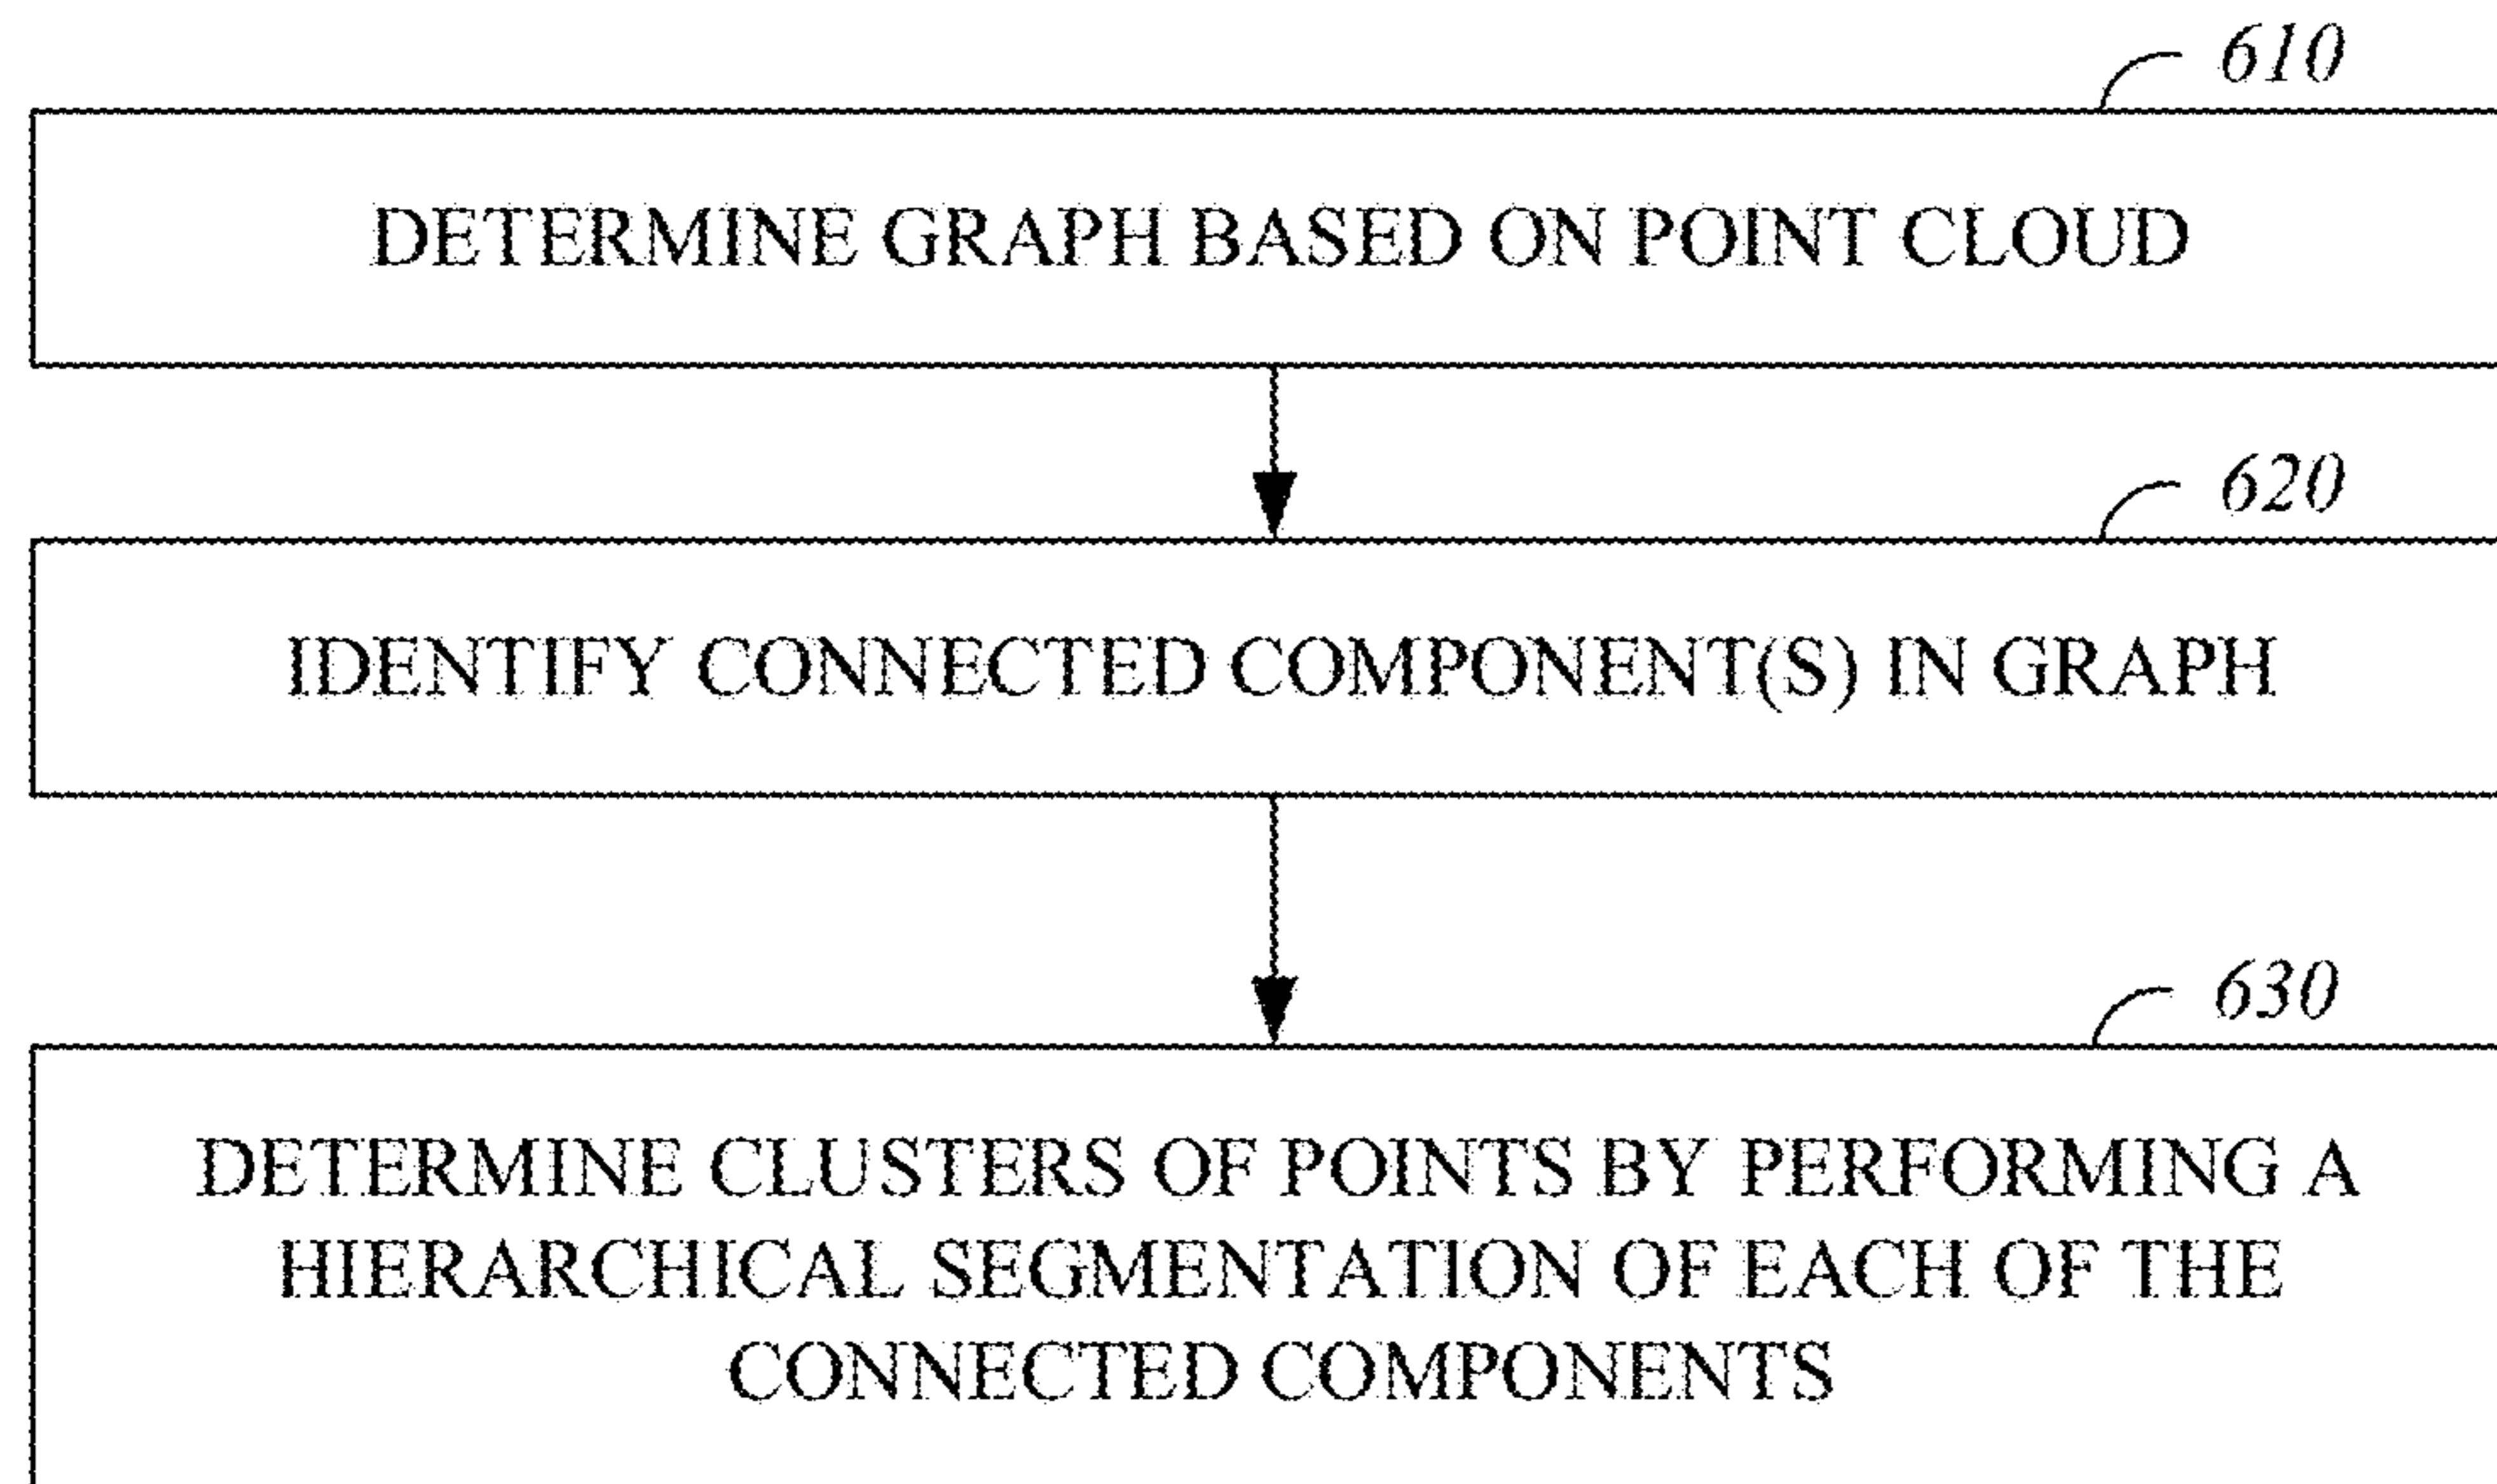 610
DETERMINE GRAPH BASED ON POINT CLOUD
620
IDENTIFY CONNECTED COMPONENT(S) IN GRAPH
630
DETERMINE CLUSTERS OF POINTS BY PERFORMING A
HIERARCHICAL SEGMENTATION OF EACH OF THE
CONNECTED COMPONENTS